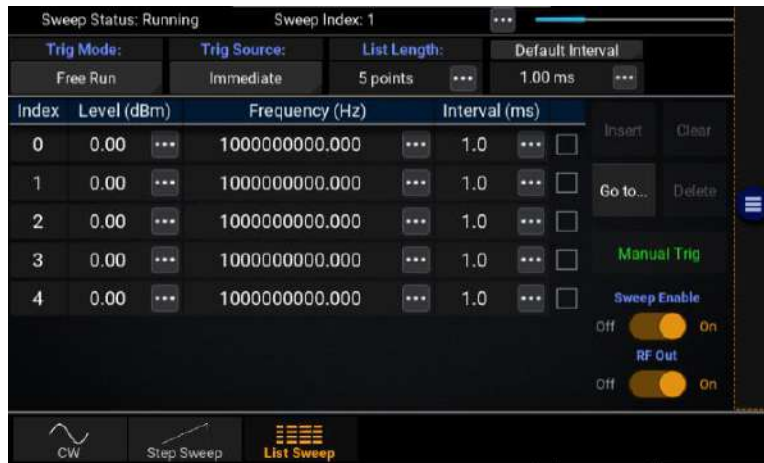 Sweep Status: Running Sweep Index: 1 •••
Trig Mode: Trig Source: List Length: Default Interval
Free Run Immediate 5 points ••• 1.00 ms •••
Index Level (dBm) Frequency (Hz) Interval (ms)
0 0.00 ••• 1000000000.000 ••• 1.0 •••
1 0.00 ••• 1000000000.000 ••• 1.0 •••
2 0.00 ••• 1000000000.000 ••• 1.0 •••
3 0.00 ••• 1000000000.000 ••• 1.0 •••
4 0.00 ••• 1000000000.000 ••• 1.0 •••
Insert Clear
Go to... Delete
Manual Trig
Sweep Enable
Off On
RF Out
Off On
CW Step Sweep List Sweep